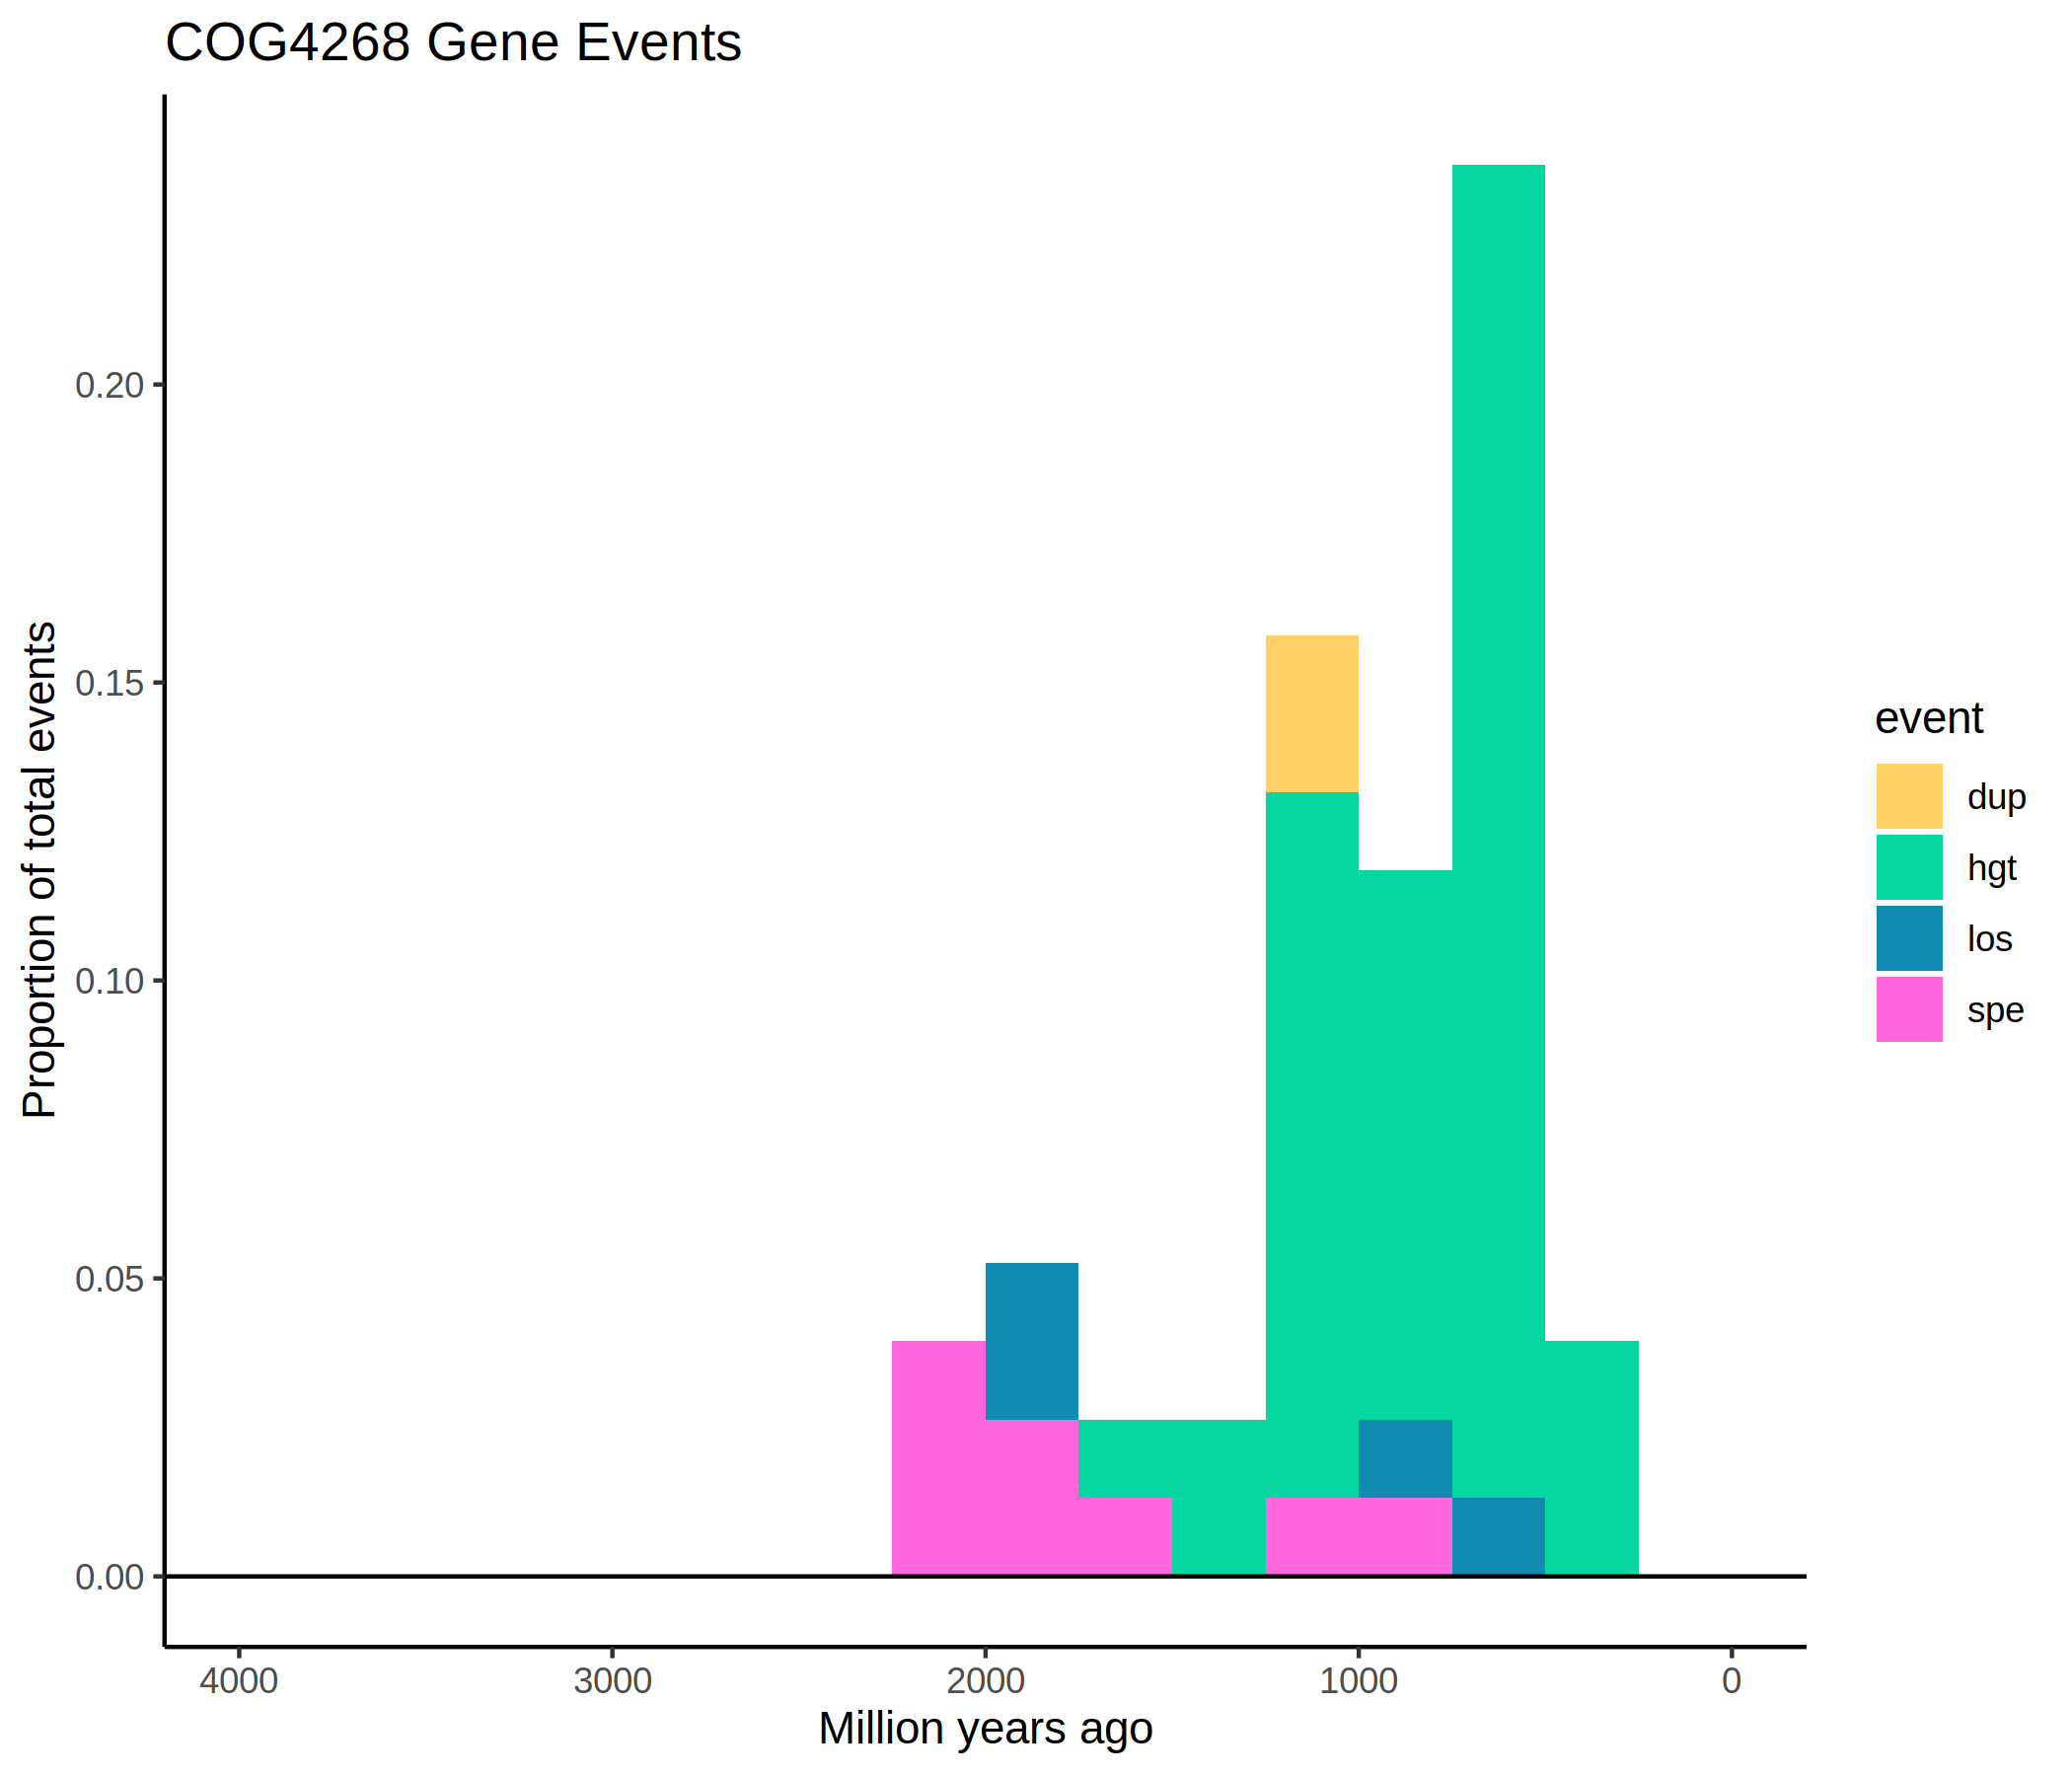 COG4268 Gene Events
Proportion of total events
0.20
0.15
0.10
0.05
0.00
4000 3000 2000 1000 0
Million years ago
event
dup
hgt
los
spe